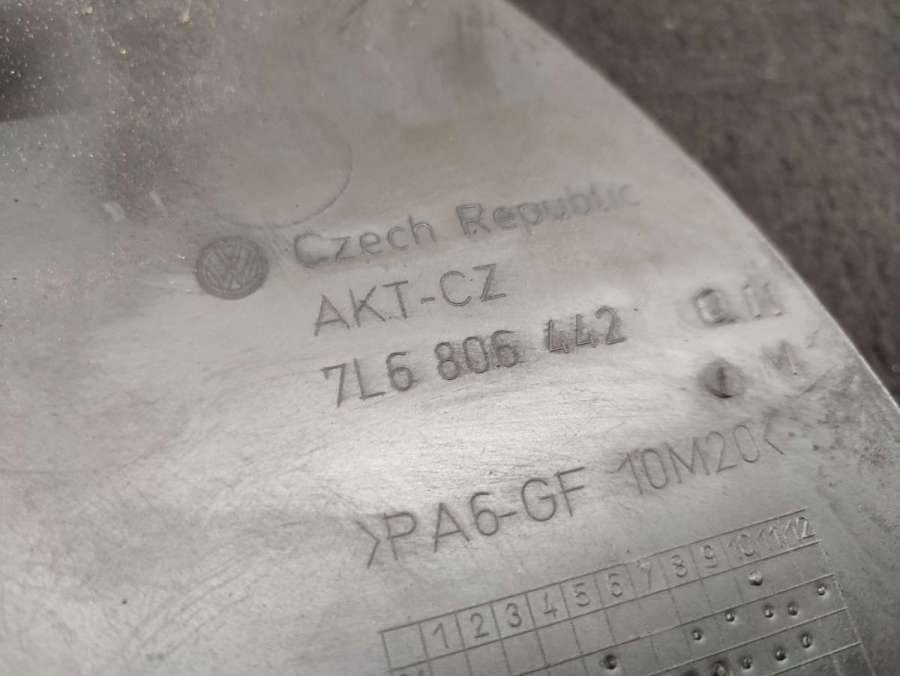 Czech Republic
AKT-CZ
7L6 806 442
>PA6-GF 10M20<
1 2 3 4 5 6 7 8 9 10 11 12